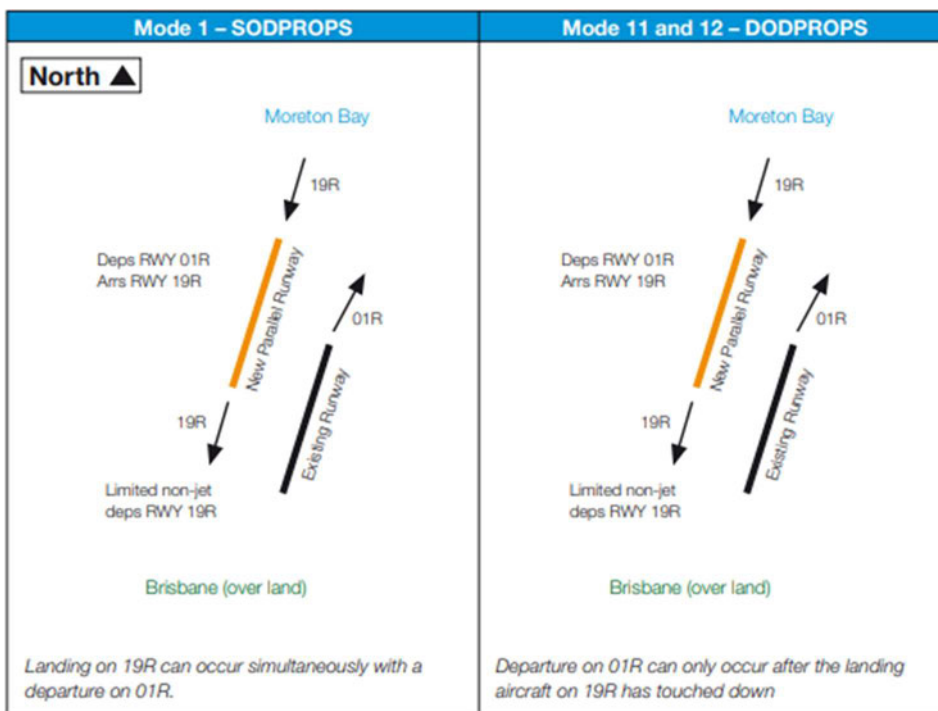 Mode 1 – SODPROPS
North ▲
Moreton Bay
19R
Deps RWY 01R
Arrs RWY 19R
New Parallel Runway
01R
19R
Existing Runway
Limited non-jet
deps RWY 19R
Brisbane (over land)
Landing on 19R can occur simultaneously with a
departure on 01R.
Mode 11 and 12 – DODPROPS
Moreton Bay
19R
Deps RWY 01R
Arrs RWY 19R
New Parallel Runway
01R
19R
Existing Runway
Limited non-jet
deps RWY 19R
Brisbane (over land)
Departure on 01R can only occur after the landing
aircraft on 19R has touched down